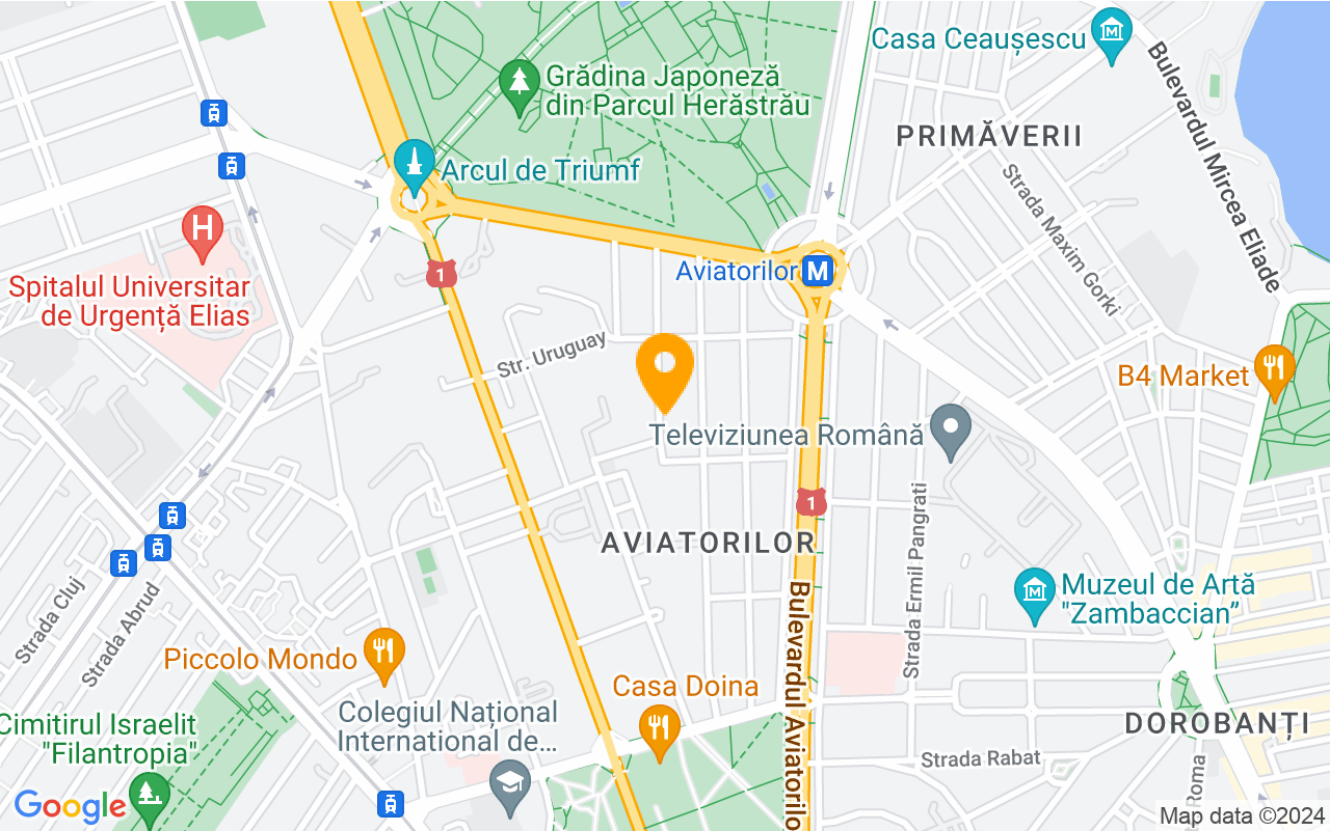 Casa Ceaușescu
Grădina Japoneză
din Parcul Herăstrău
Bulevardul Mircea Eliade
PRIMĂVERII
Arcul de Triumf
Strada Maxim Gorki
H
Spitalul Universitar
de Urgență Elias
1
Aviatorilor
M
Str. Uruguay
B4 Market
Televiziunea Română
1
Strada Ermil Pangrati
AVIATORILOR
Muzeul de Artă
"Zambaccian”
Strada Cluj
Strada Abrud
Bulevardul Aviatorilo
Piccolo Mondo
Casa Doina
Colegiul Național
International de...
Cimitirul Israelit
"Filantropia"
DOROBANȚI
Strada Rabat
Roma
Google
Map data ©2024